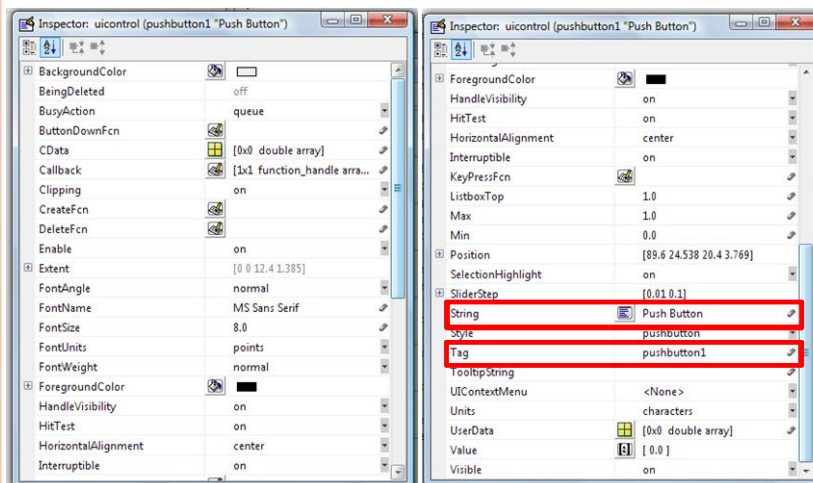 Inspector: uicontrol (pushbutton1 "Push Button")
BackgroundColor
BeingDeleted off
BusyAction queue
ButtonDownFcn
CData [0x0 double array]
Callback [1x1 function_handle arra...
Clipping on
CreateFcn
DeleteFcn
Enable on
Extent [0 0 12.4 1.385]
FontAngle normal
FontName MS Sans Serif
FontSize 8.0
FontUnits points
FontWeight normal
ForegroundColor
HandleVisibility on
HitTest on
HorizontalAlignment center
Interruptible on
Inspector: uicontrol (pushbutton1 "Push Button")
ForegroundColor
HandleVisibility on
HitTest on
HorizontalAlignment center
Interruptible on
KeyPressFcn
ListboxTop 1.0
Max 1.0
Min 0.0
Position [89.6 24.538 20.4 3.769]
SelectionHighlight on
SliderStep [0.01 0.1]
String Push Button
Style pushbutton
Tag pushbutton1
TooltipString
UIContextMenu <None>
Units characters
UserData [0x0 double array]
Value [ 0.0 ]
Visible on